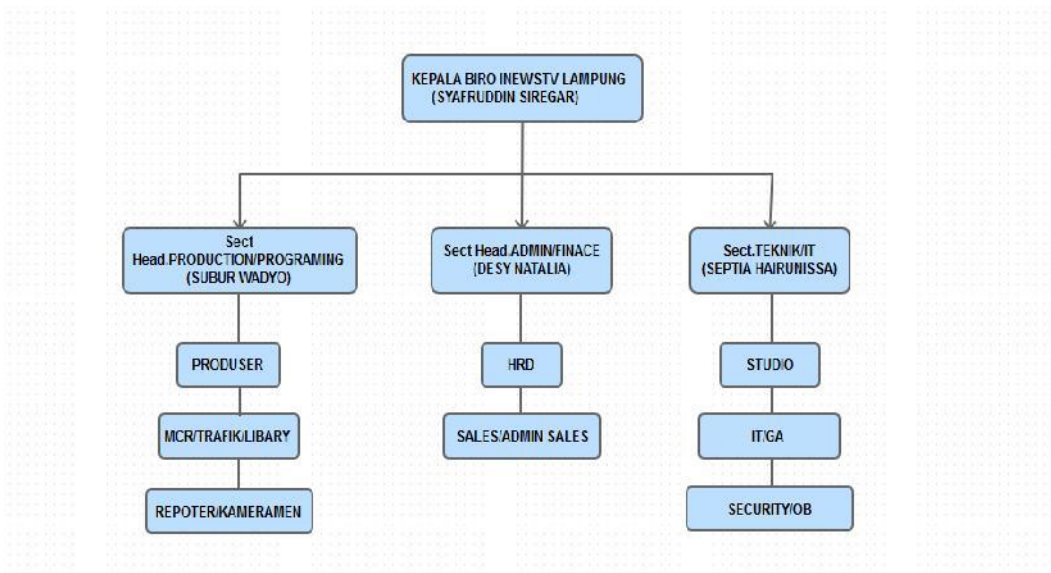 KEPALA BIRO INEWSTV LAMPUNG
(SYAFRUDDIN SIREGAR)
Sect
Head.PRODUCTION/PROGRAMING
(SUBUR WADYO)
Sect Head.ADMIN/FINACE
(DESY NATALIA)
Sect.TEKNIK/IT
(SEPTIA HAIRUNISSA)
PRODUSER
HRD
STUDIO
MCR/TRAFIK/LIBARY
SALES/ADMIN SALES
IT/GA
REPOTER/KAMERAMEN
SECURITY/OB